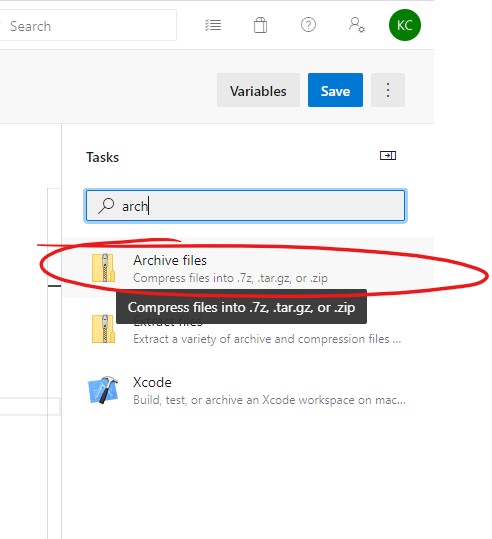 Search
KC
Variables
Save
Tasks
arch
Archive files
Compress files into .7z, .tar.gz, or .zip
Compress files into .7z, .tar.gz, or .zip
Extract files
Extract a variety of archive and compression files ...
Xcode
Build, test, or archive an Xcode workspace on mac...